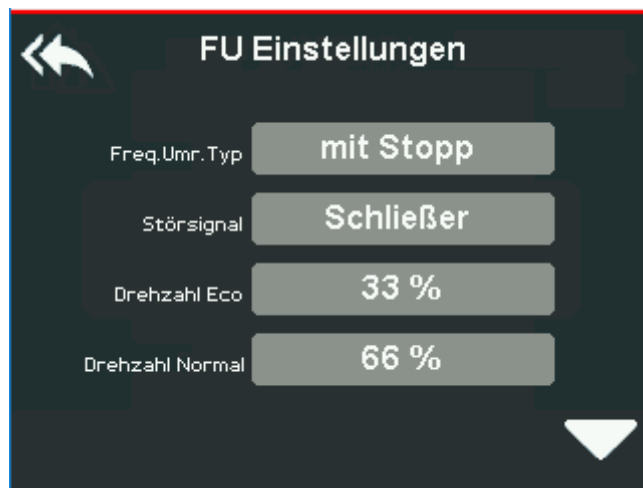 FU Einstellungen
Freq.Umr.Typ mit Stopp
Störsignal Schließer
Drehzahl Eco 33 %
Drehzahl Normal 66 %